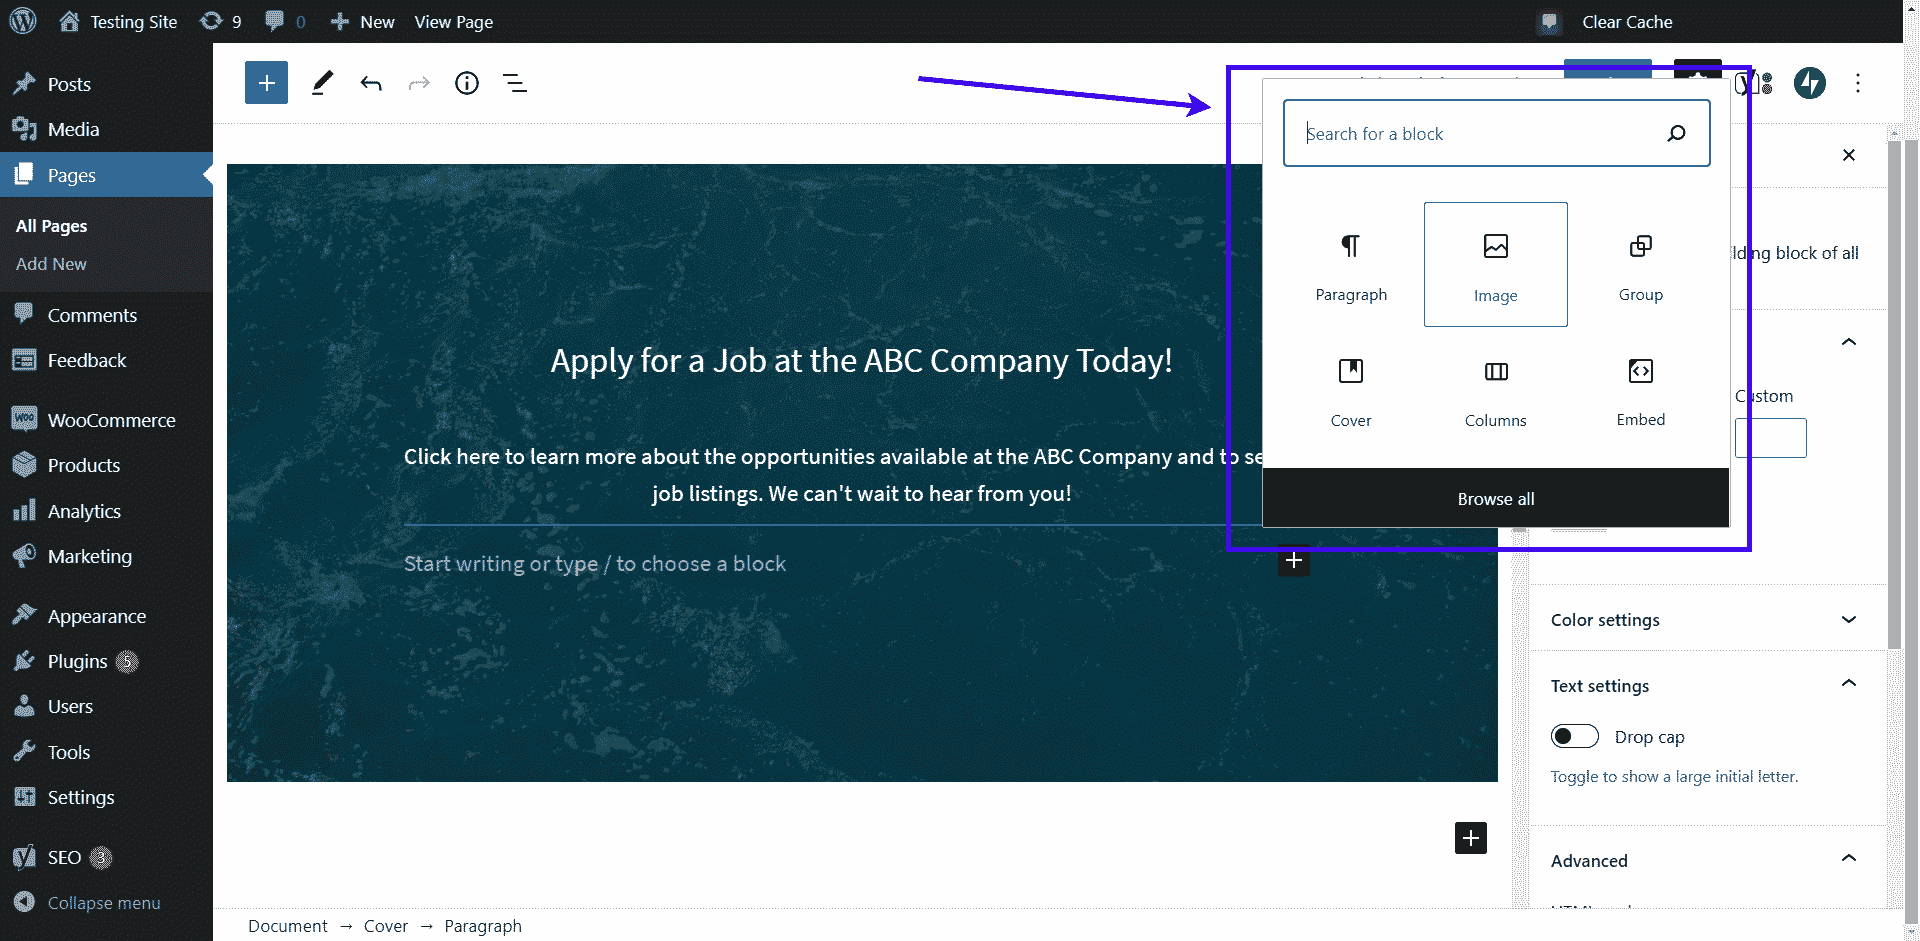 Testing Site 9 0 New View Page Clear Cache
Posts
Media
Pages
All Pages
Add New
Comments
Feedback
WooCommerce
Products
Analytics
Marketing
Appearance
Plugins 5
Users
Tools
Settings
SEO 3
Collapse menu
Apply for a Job at the ABC Company Today!
Click here to learn more about the opportunities available at the ABC Company and to se
job listings. We can't wait to hear from you!
Start writing or type / to choose a block
Search for a block
Paragraph Image Group
Cover Columns Embed
Browse all
lding block of all
Custom
Color settings
Text settings
Drop cap
Toggle to show a large initial letter.
Advanced
Document → Cover → Paragraph